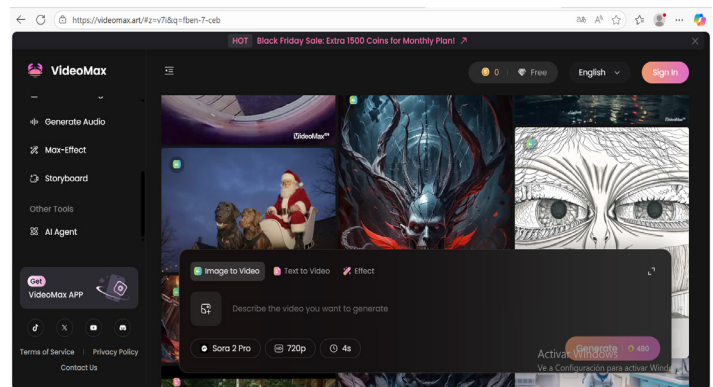 https://videomax.art/#z=v7i&q=fben-7-ceb
HOT Black Friday Sale: Extra 1500 Coins for Monthly Plan!
VideoMax
0 Free English Sign In
Generate Audio
Max-Effect
Storyboard
Other Tools
AI Agent
Get
VideoMax APP
Terms of Service Privacy Policy
Contact Us
VideoMax
VideoMax
Image to Video Text to Video Effect
Describe the video you want to generate
Sora 2 Pro HD 720p 4s
Generate 480
Activar Windows
Ve a Configuración para activar Wind